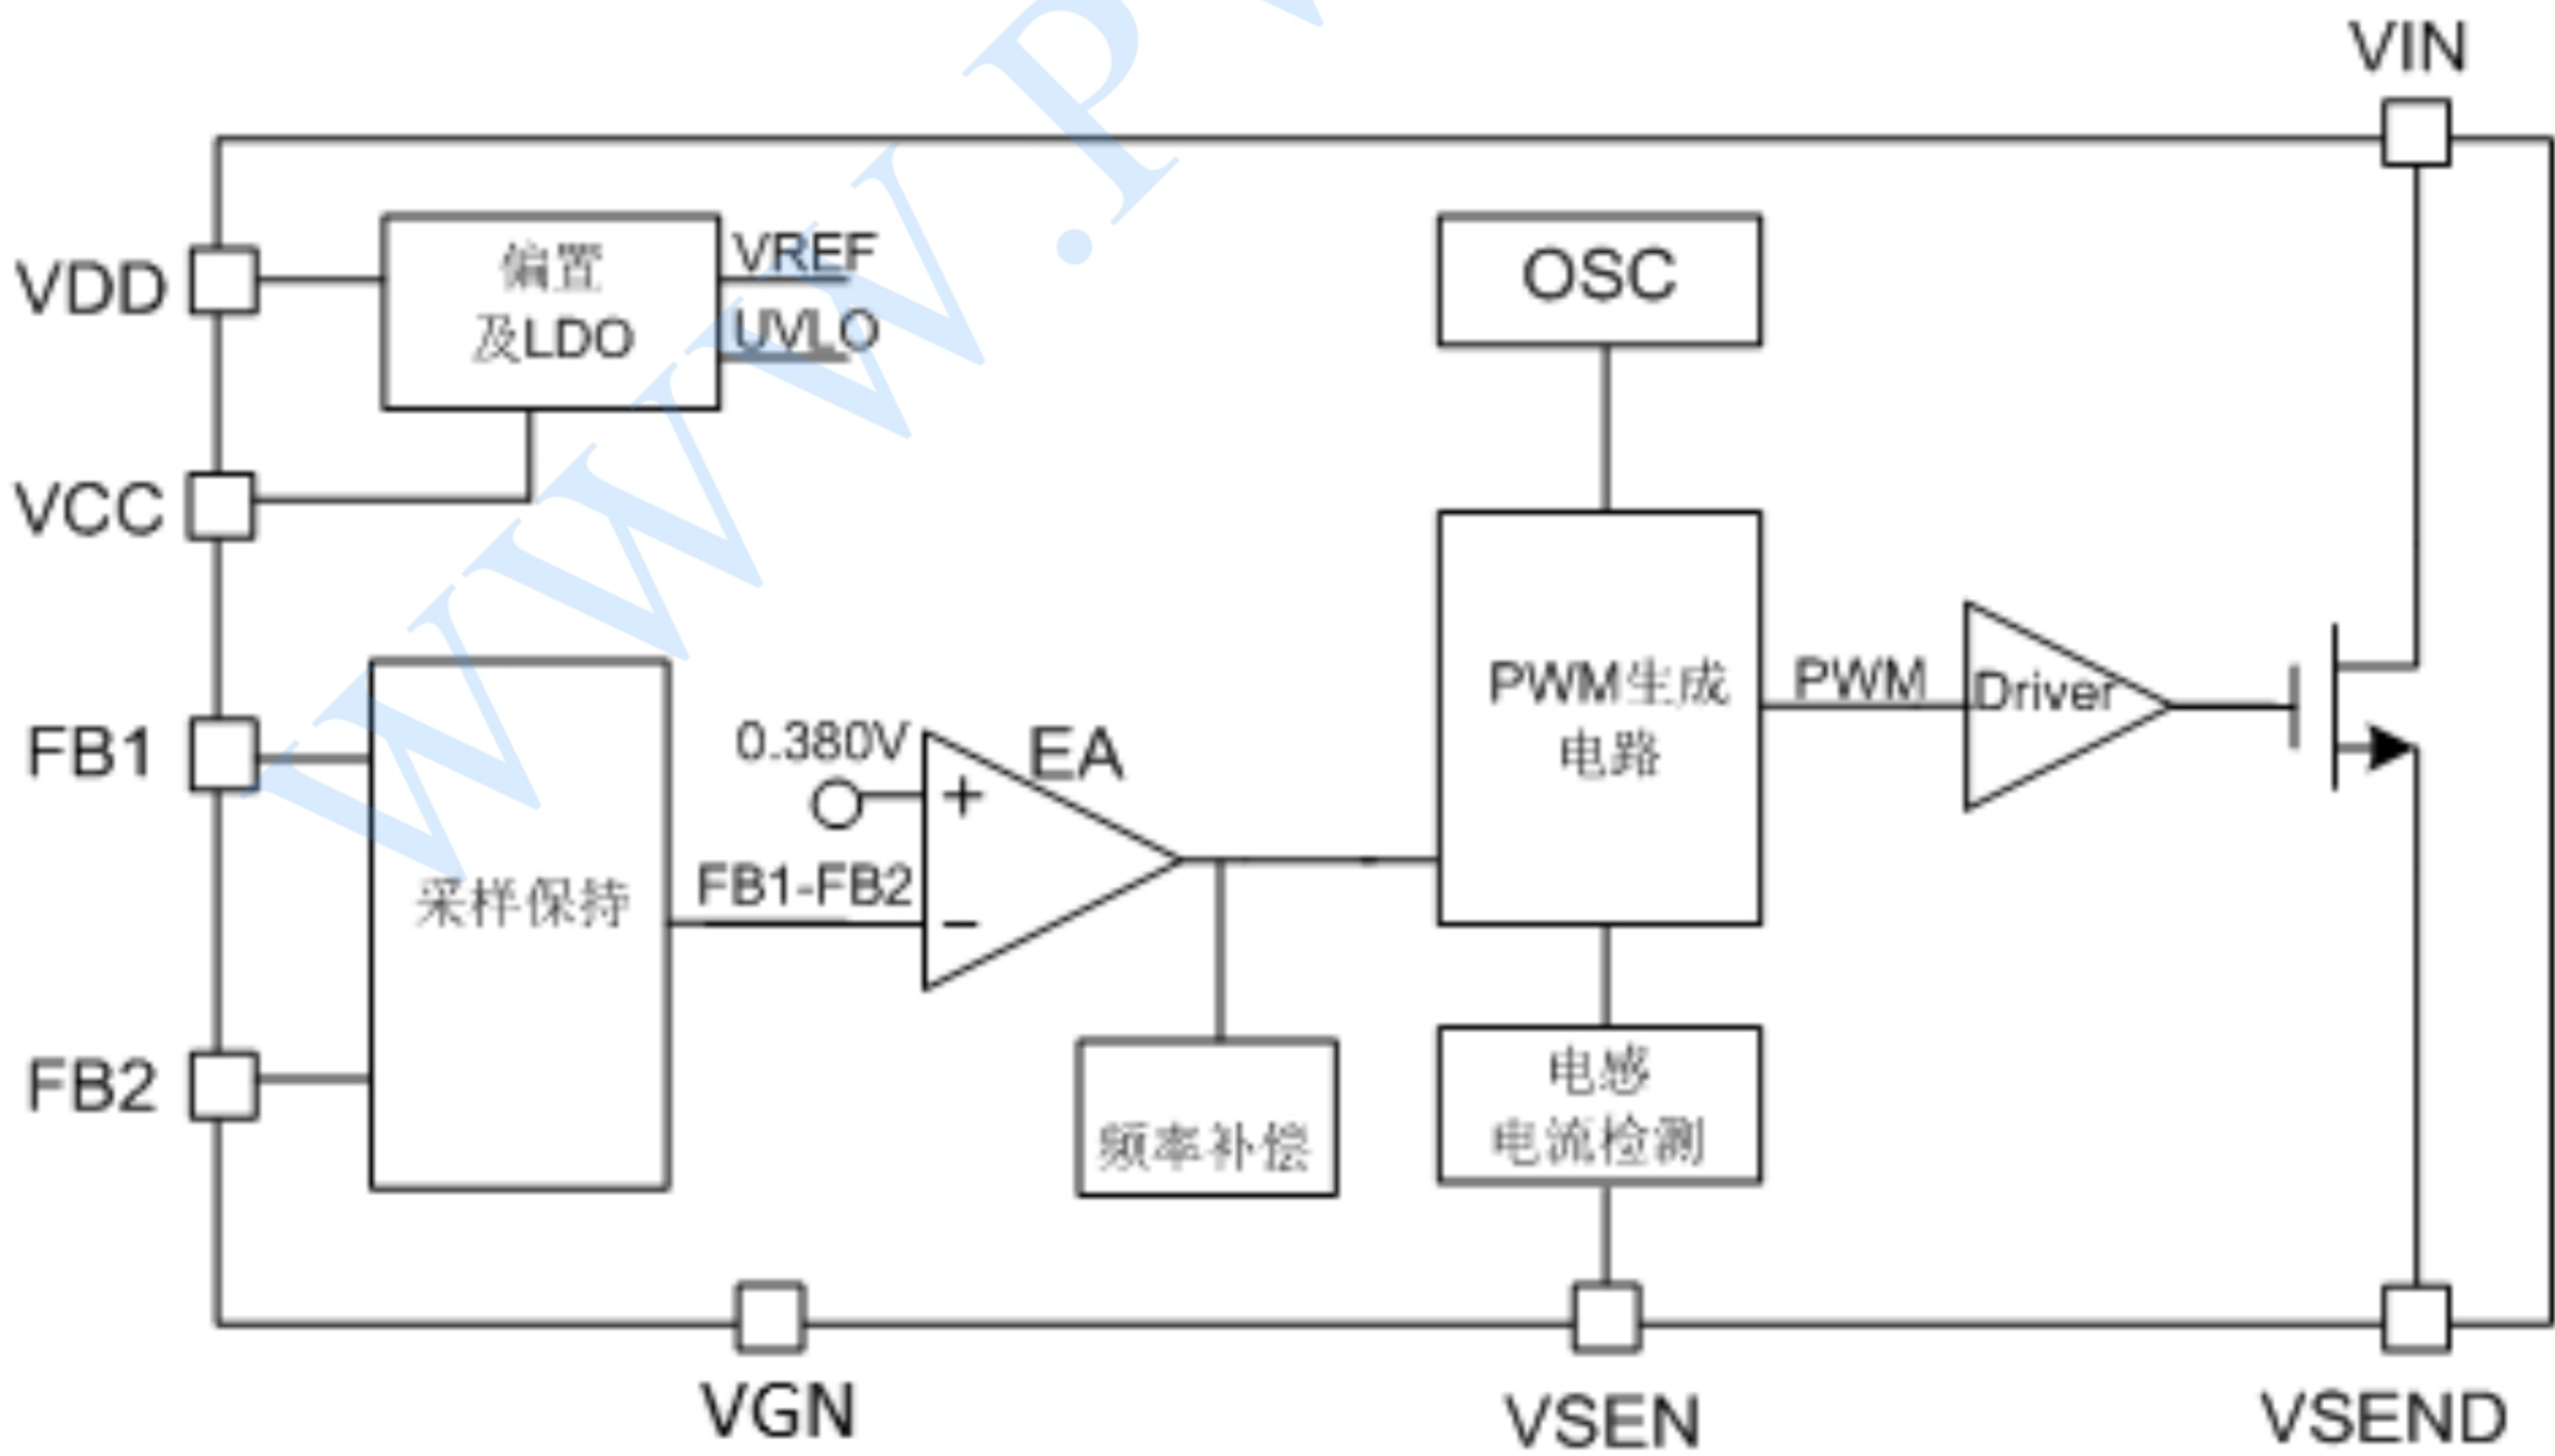 VIN
VDD
偏置
及LDO
VREF
UVLO
OSC
VCC
FB1
采样保持
FB2
0.380V
EA
+
FB1-FB2
−
频率补偿
PWM生成
电路
PWM
Driver
电感
电流检测
VGN
VSEN
VSEND
WWW.P